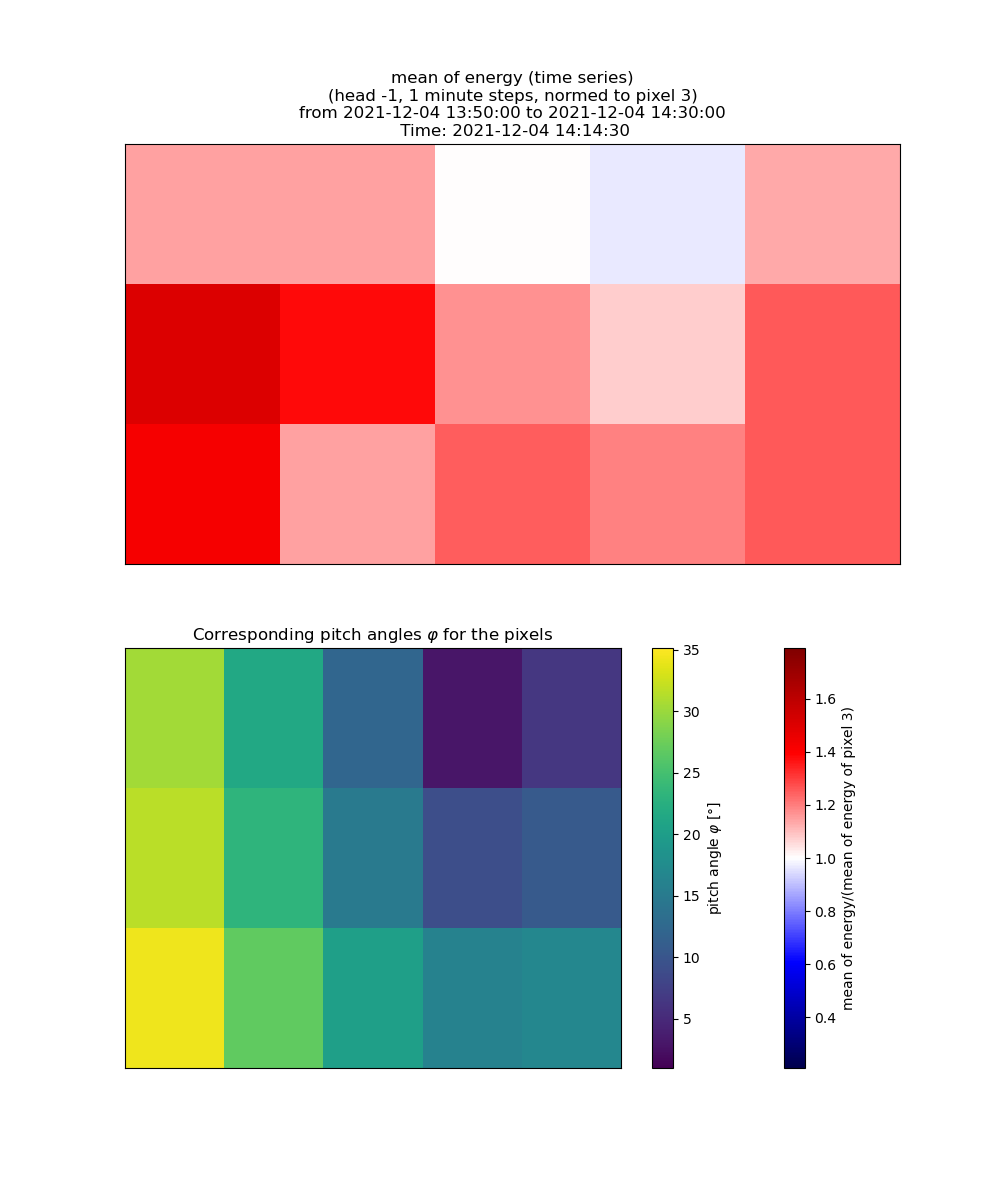 mean of energy (time series)
(head -1, 1 minute steps, normed to pixel 3)
from 2021-12-04 13:50:00 to 2021-12-04 14:30:00
Time: 2021-12-04 14:14:30
Corresponding pitch angles φ for the pixels
35
30
25
20
15
10
5
pitch angle φ [°]
1.6
1.4
1.2
1.0
0.8
0.6
0.4
mean of energy/(mean of energy of pixel 3)